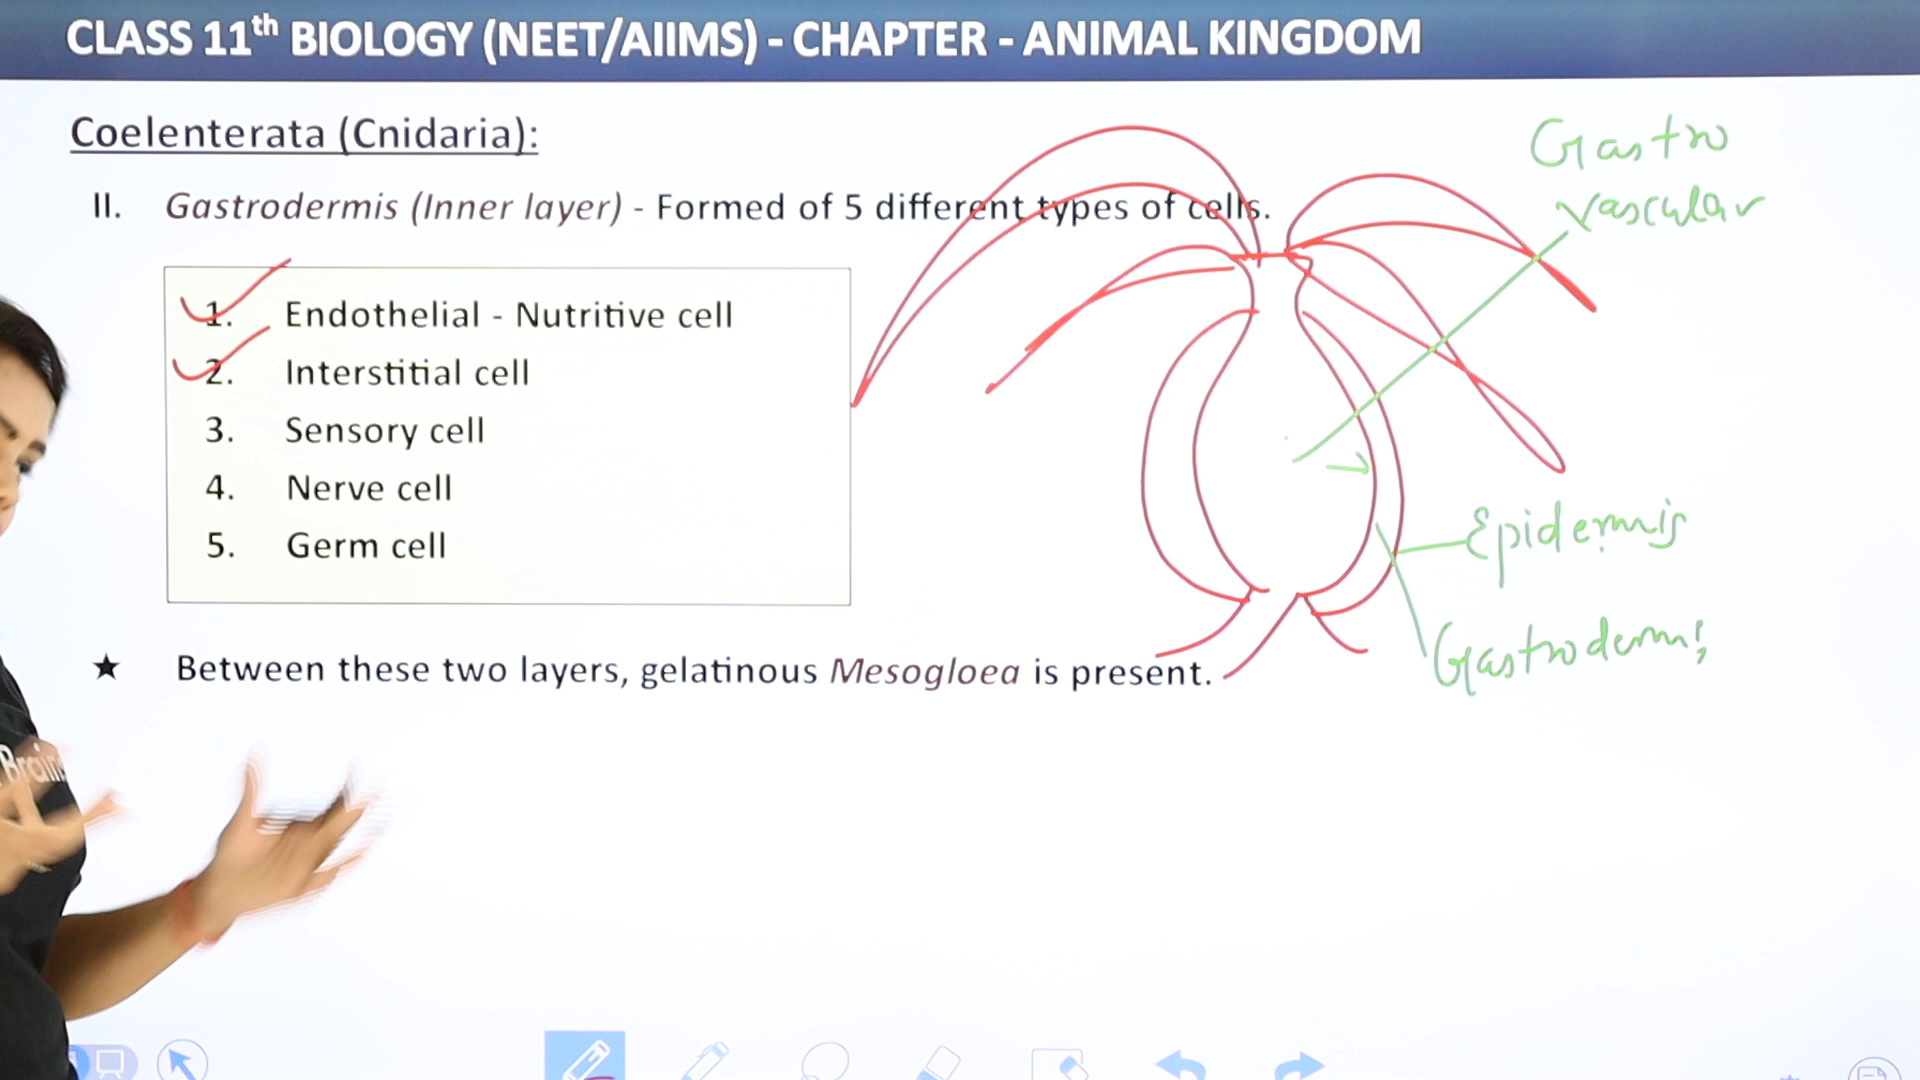 CLASS 11th BIOLOGY (NEET/AIIMS) - CHAPTER - ANIMAL KINGDOM
Coelenterata (Cnidaria):
II. Gastrodermis (Inner layer) - Formed of 5 different types of cells.
1. Endothelial - Nutritive cell
2. Interstitial cell
3. Sensory cell
4. Nerve cell
5. Germ cell
★ Between these two layers, gelatinous Mesogloea is present.
Gastro
Vascular
Epidermis
Gastrodermis
Brains